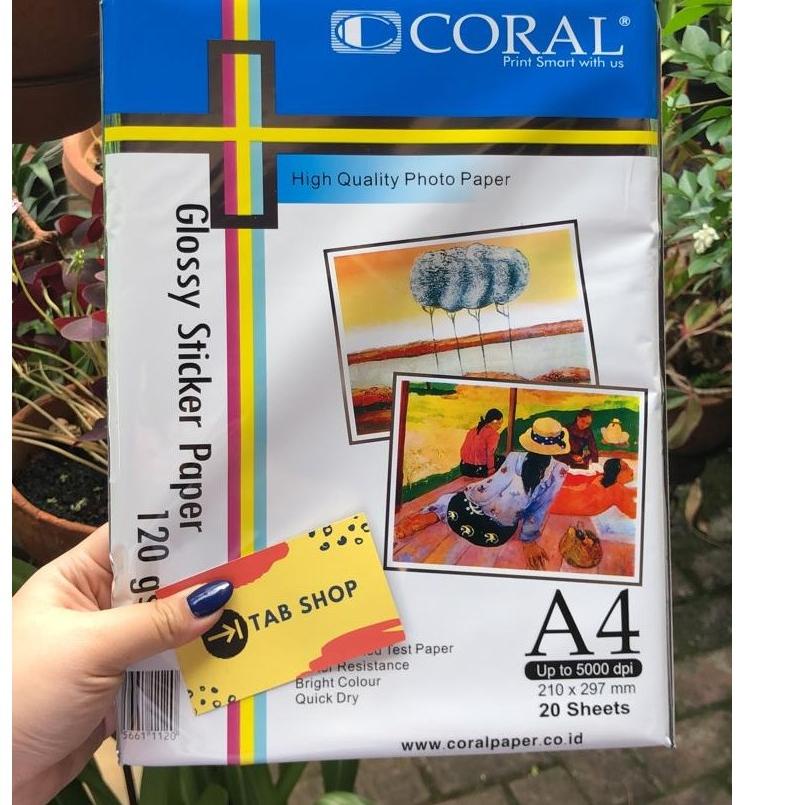 CORAL®
Print Smart with us
High Quality Photo Paper
Glossy Sticker Paper
120
TAB SHOP
Test Paper
Resistance
Bright Colour
Quick Dry
A4
Up to 5000 dpi
210 x 297 mm
20 Sheets
www.coralpaper.co.id